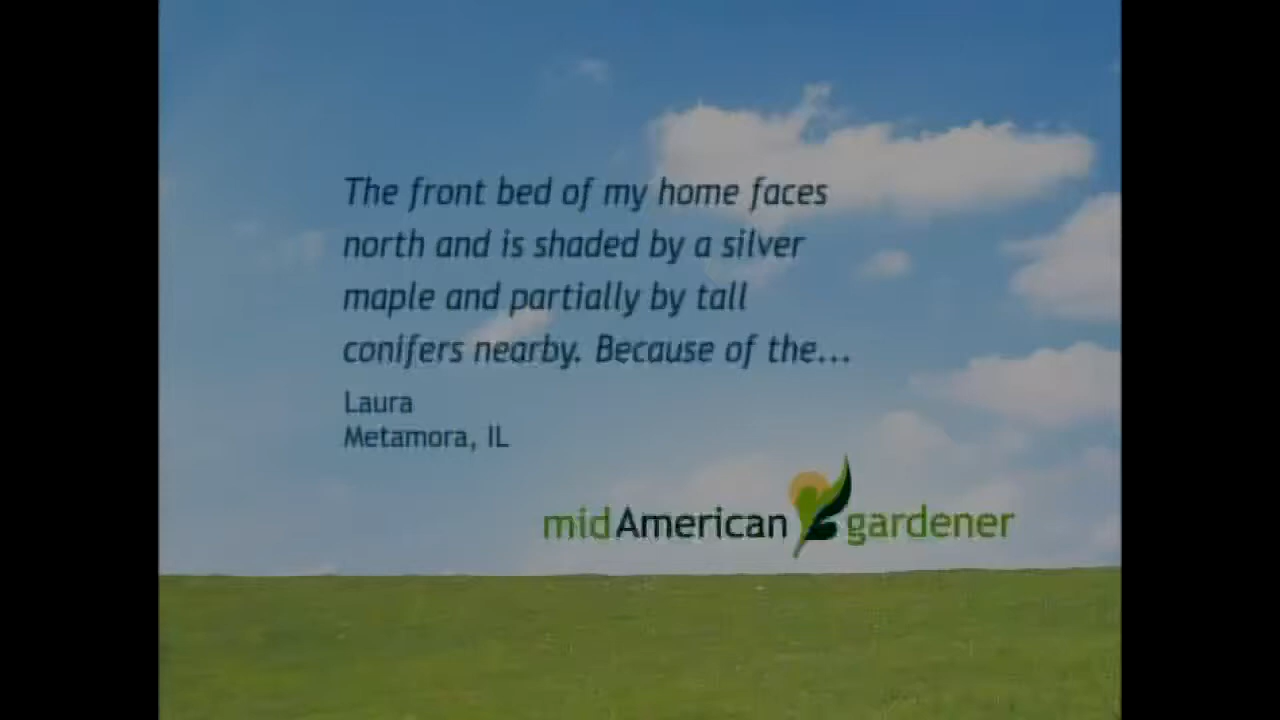 The front bed of my home faces
north and is shaded by a silver
maple and partially by tall
conifers nearby. Because of the...
Laura
Metamora, IL
midAmerican gardener